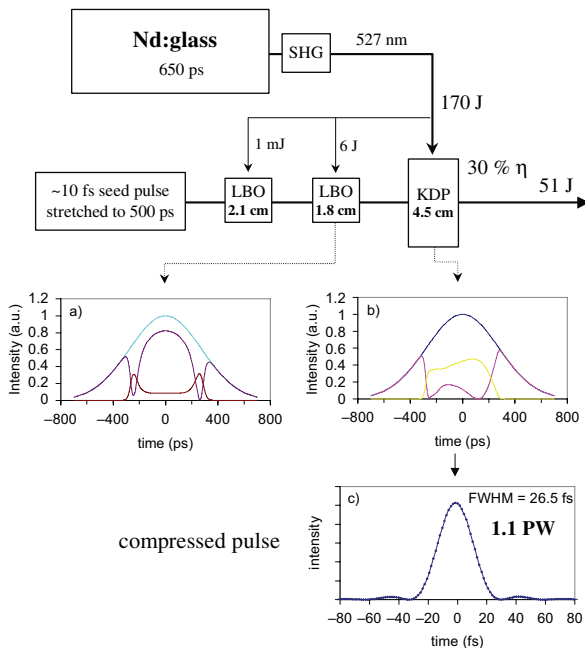 Nd:glass
650 ps
SHG
527 nm
170 J
1 mJ
6 J
~10 fs seed pulse
stretched to 500 ps
LBO
2.1 cm
LBO
1.8 cm
KDP
4.5 cm
30 % η
51 J
a)
Intensity (a.u.)
1.2
1
0.8
0.6
0.4
0.2
0
−800 −400 0 400 800
time (ps)
b)
Intensity (a.u.)
1.2
1
0.8
0.6
0.4
0.2
0
−800 −400 0 400 800
time (ps)
compressed pulse
c)
FWHM = 26.5 fs
1.1 PW
intensity
−80 −60 −40 −20 0 20 40 60 80
time (fs)